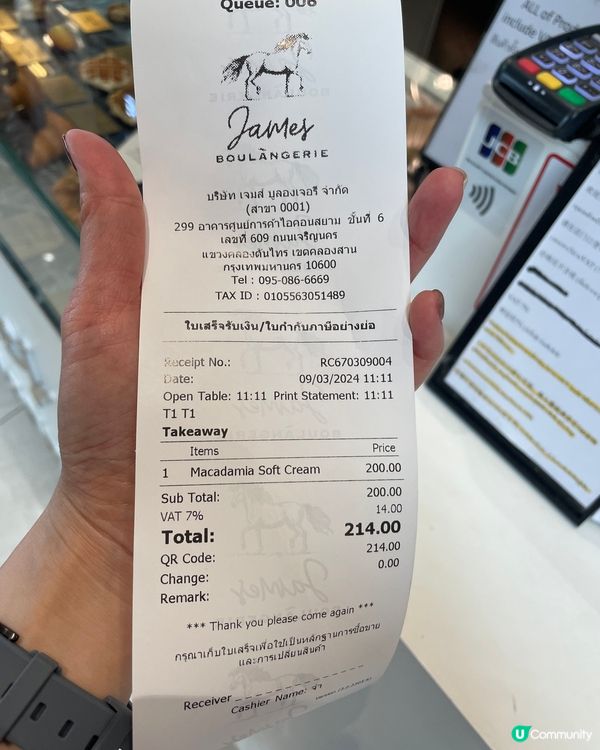 Queue: 006
James
BOULANGERIE
บริษัท เจมส์ บูลองเจอรี จำกัด
(สาขา 0001)
299 อาคารศูนย์การค้าไอคอนสยาม ชั้นที่ 6
เลขที่ 609 ถนนเจริญนคร
แขวงคลองต้นไทร เขตคลองสาน
กรุงเทพมหานคร 10600
Tel : 095-086-6669
TAX ID : 0105563051489
ใบเสร็จรับเงิน/ใบกำกับภาษีอย่างย่อ
Receipt No.: RC670309004
Date: 09/03/2024 11:11
Open Table: 11:11 Print Statement: 11:11
T1 T1
Takeaway
Items Price
1 Macadamia Soft Cream 200.00
Sub Total: 200.00
VAT 7% 14.00
Total: 214.00
QR Code: 214.00
Change: 0.00
Remark:
*** Thank you please come again ***
กรุณาเก็บใบเสร็จเพื่อใช้เป็นหลักฐานการซื้อขาย
และการเปลี่ยนสินค้า
Receiver
Cashier Name: จ๋า
ALL of
include V
JCB
VAT 7%
U Community